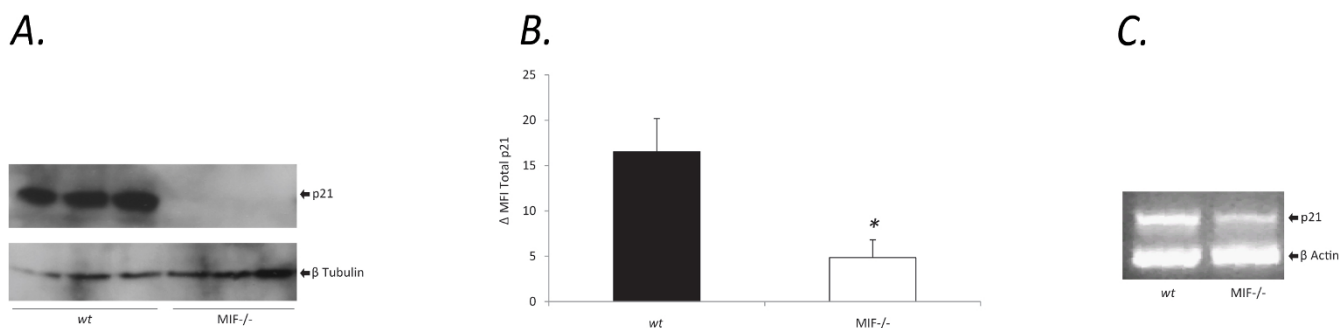 A.
p21
β Tubulin
wt MIF-/-
B.
Δ MFI Total p21
25
20
15
10
5
0
*
wt MIF-/-
C.
p21
β Actin
wt MIF-/-